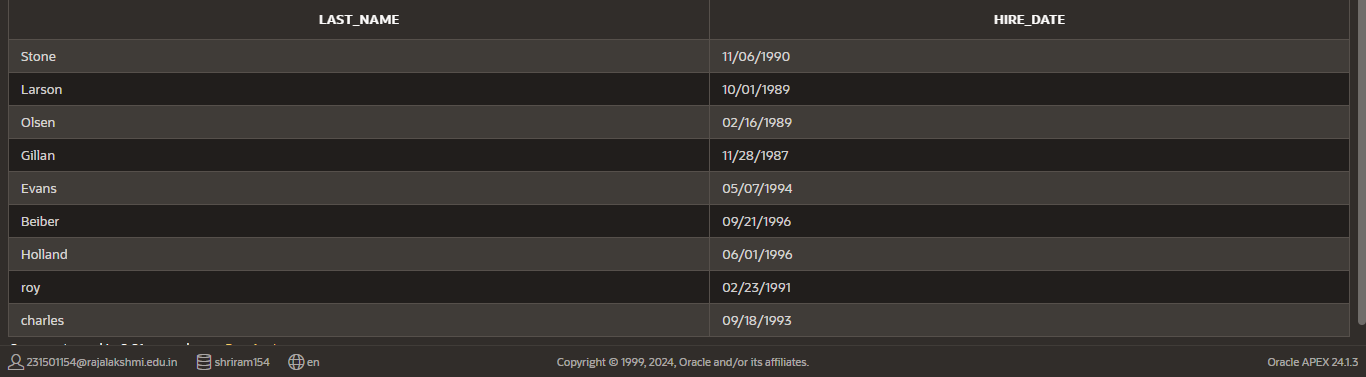 LAST_NAME HIRE_DATE
Stone 11/06/1990
Larson 10/01/1989
Olsen 02/16/1989
Gillan 11/28/1987
Evans 05/07/1994
Beiber 09/21/1996
Holland 06/01/1996
roy 02/23/1991
charles 09/18/1993
231501154@rajalakshmi.edu.in shriram154 en Copyright © 1999, 2024, Oracle and/or its affiliates. Oracle APEX 24.1.3